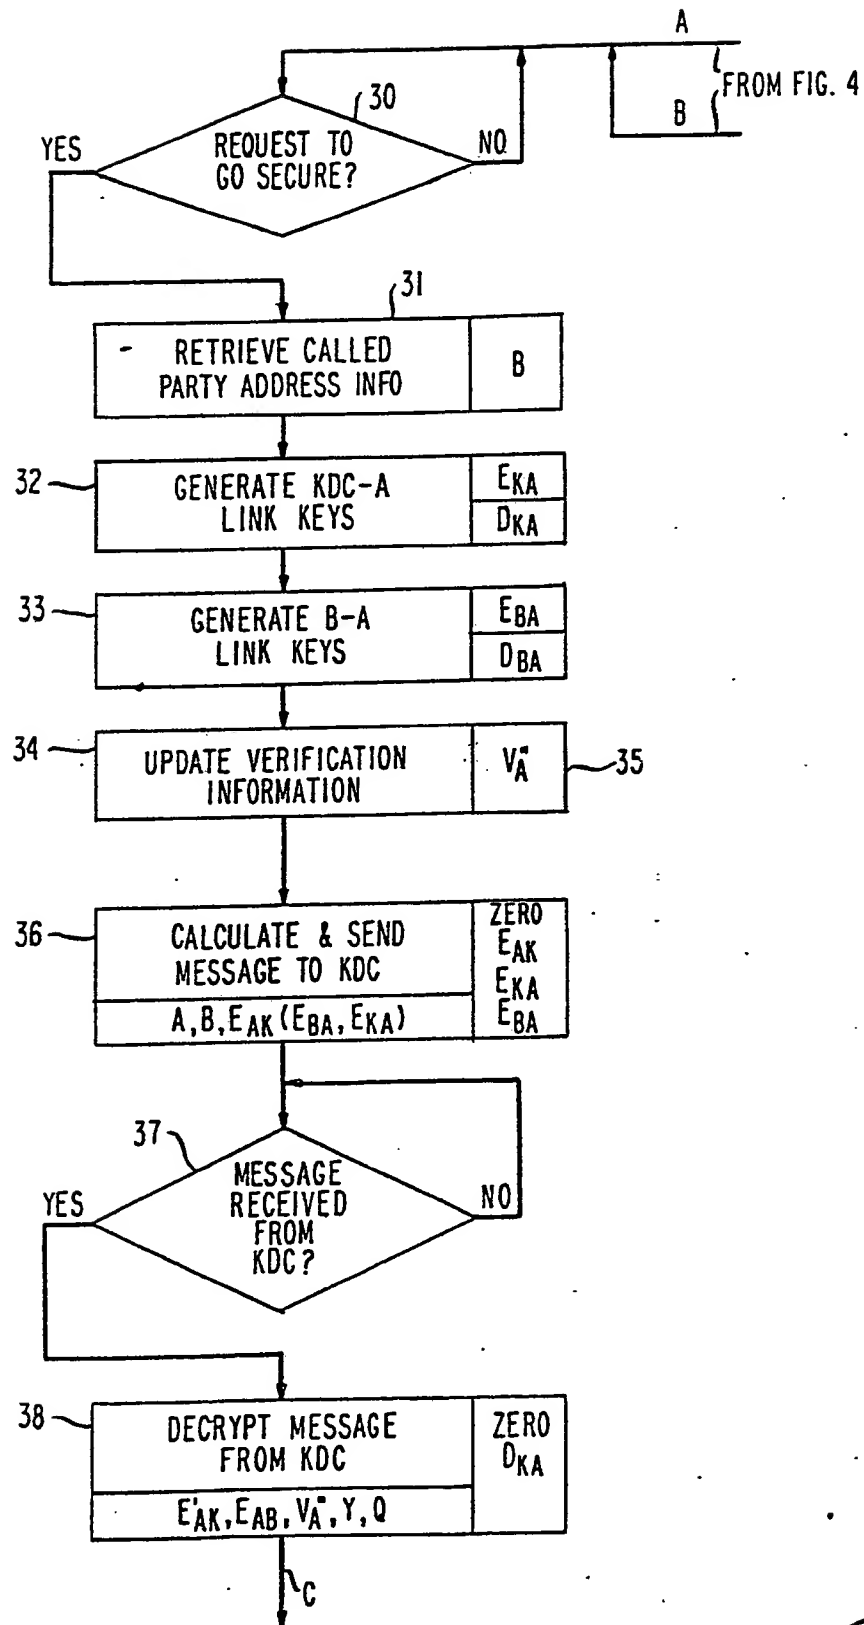 A
FROM FIG. 4
B
30
YES
REQUEST TO
GO SECURE?
NO
31
RETRIEVE CALLED
PARTY ADDRESS INFO
B
32
GENERATE KDC-A
LINK KEYS
EKA
DKA
33
GENERATE B-A
LINK KEYS
EBA
DBA
34
UPDATE VERIFICATION
INFORMATION
VA"
35
36
CALCULATE & SEND
MESSAGE TO KDC
A, B, EAK (EBA, EKA)
ZERO
EAK
EKA
EBA
37
YES
MESSAGE
RECEIVED
FROM
KDC?
NO
38
DECRYPT MESSAGE
FROM KDC
E'AK, EAB, VA", Y, Q
ZERO
DKA
C